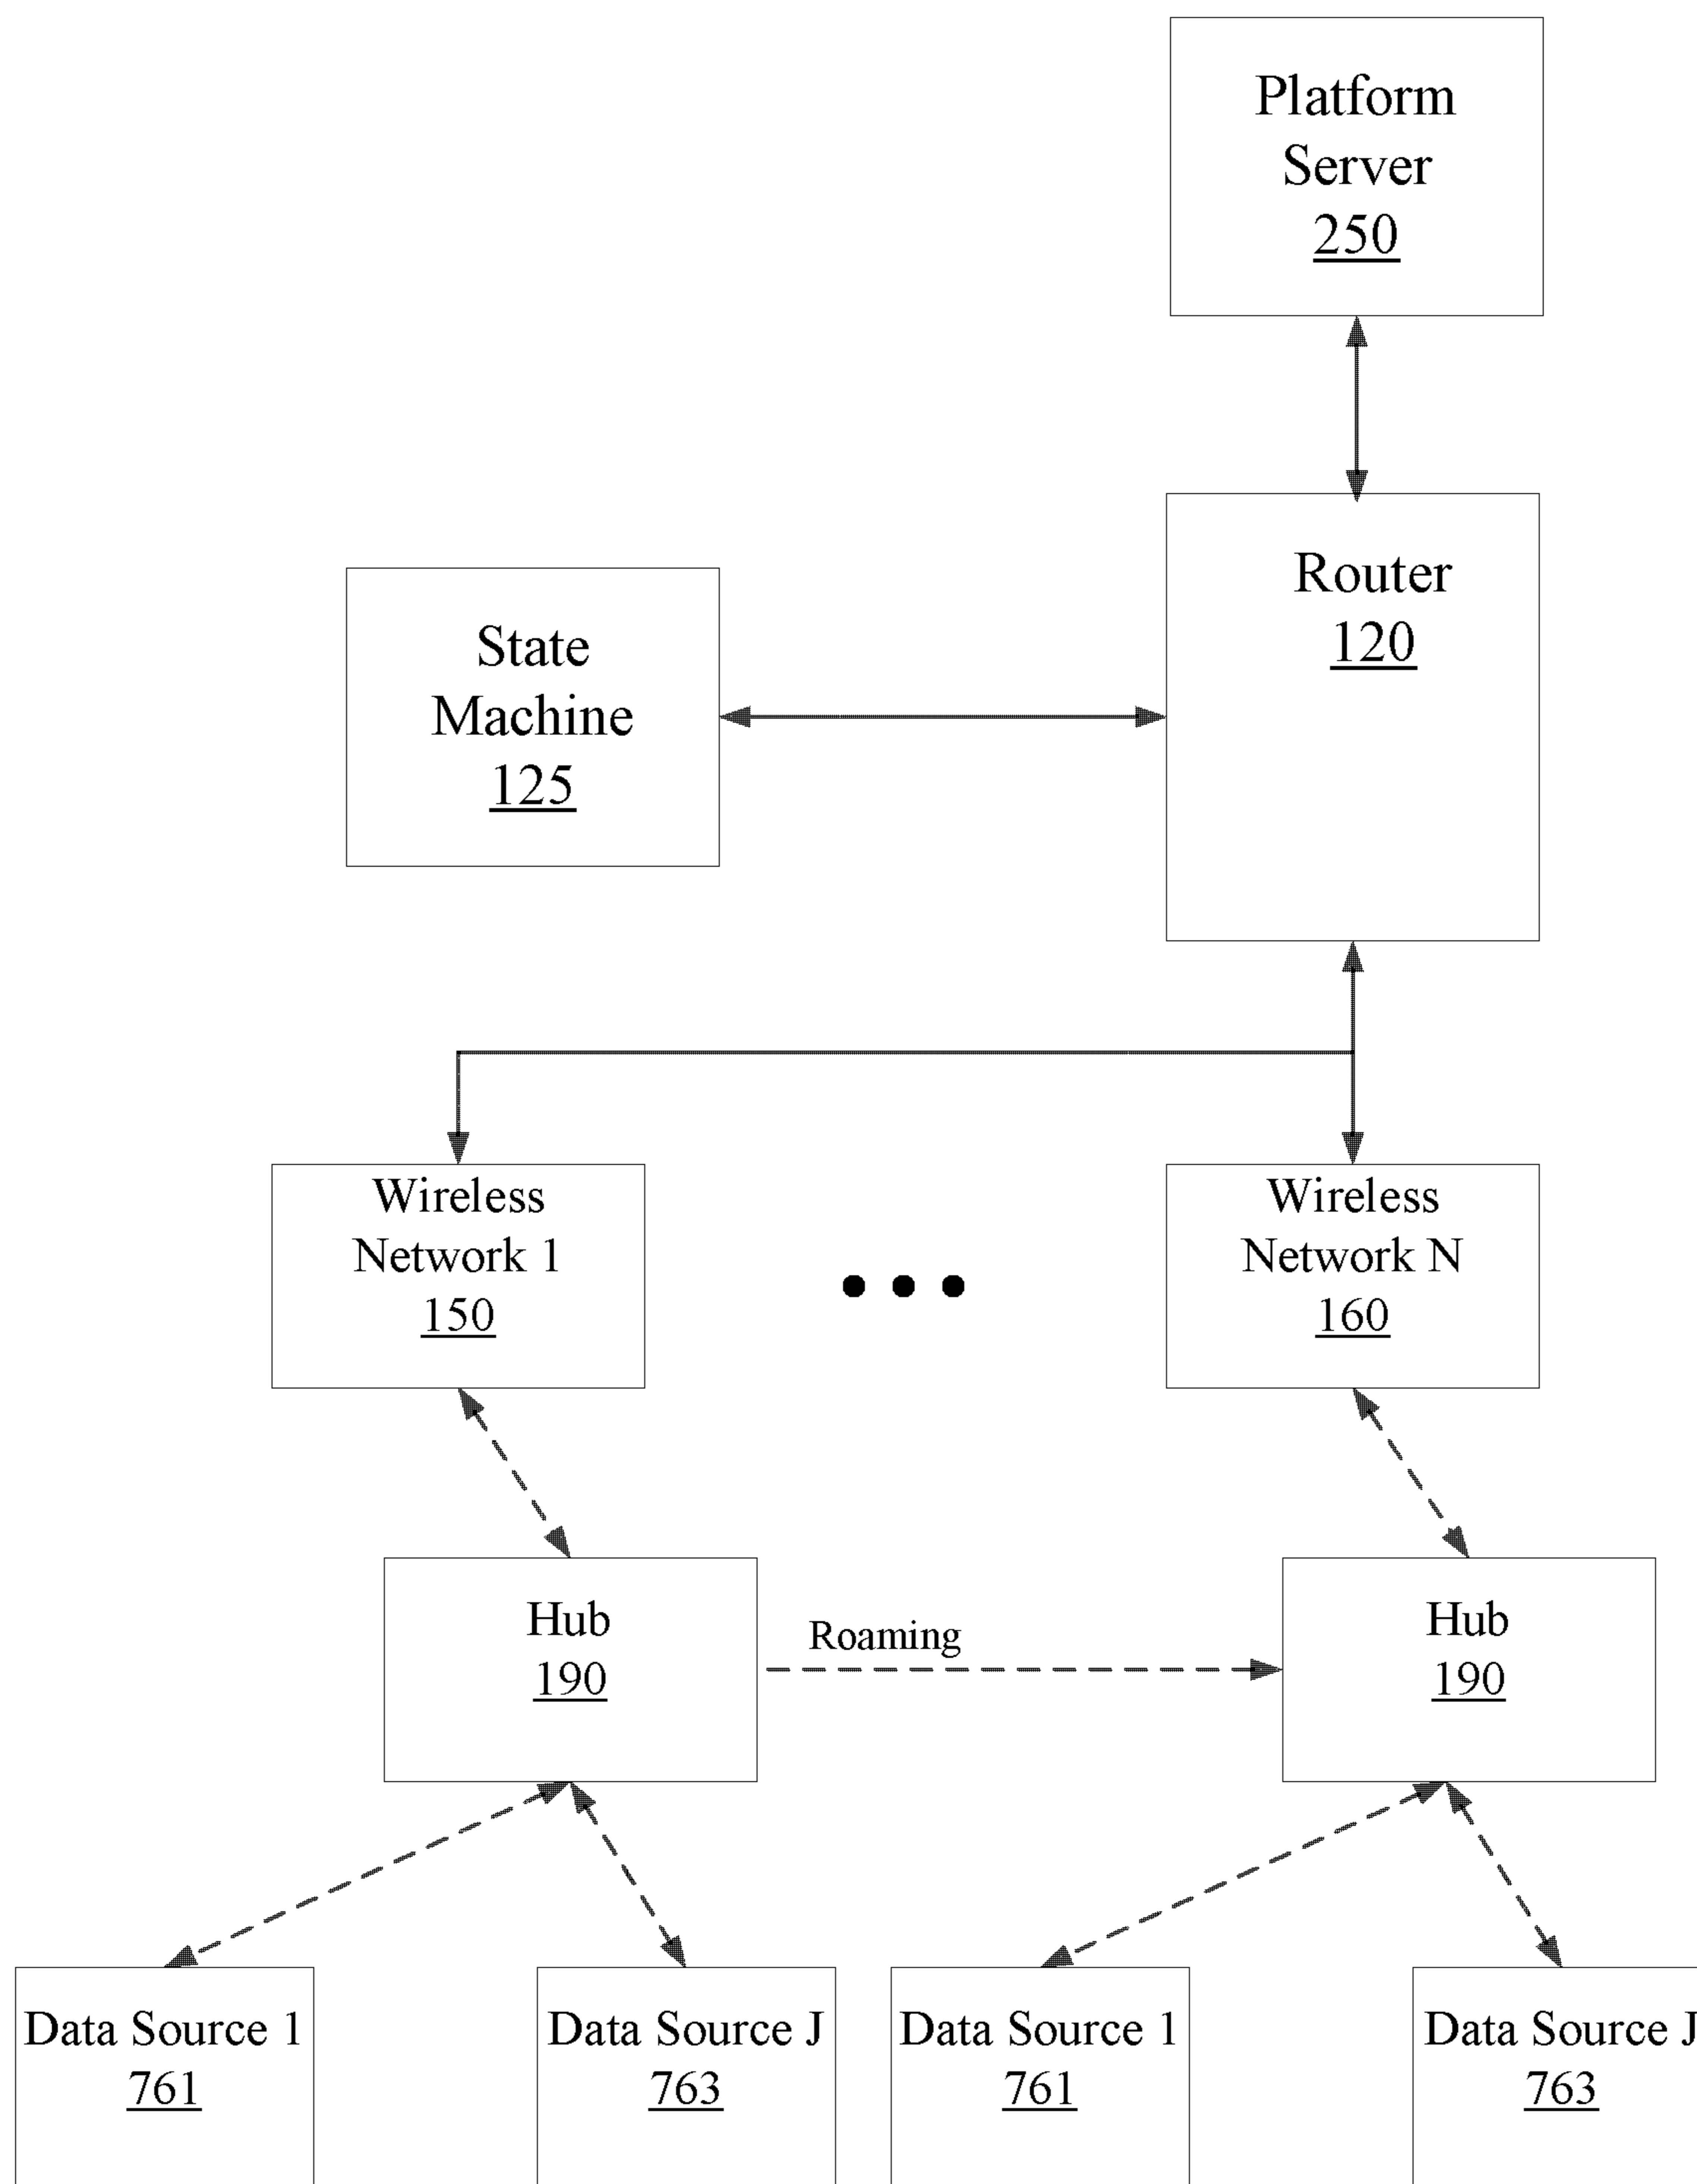 Platform
Server
250
Router
120
State
Machine
125
Wireless
Network 1
150
Wireless
Network N
160
Hub
190
Roaming
Hub
190
Data Source 1
761
Data Source J
763
Data Source 1
761
Data Source J
763